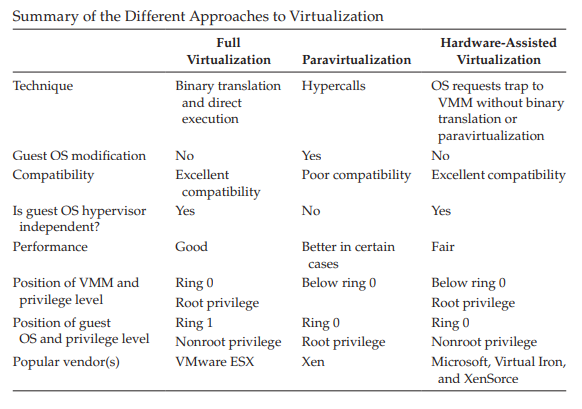 Summary of the Different Approaches to Virtualization
Full Virtualization Paravirtualization Hardware-Assisted Virtualization
Technique Binary translation and direct execution Hypercalls OS requests trap to VMM without binary translation or paravirtualization
Guest OS modification No Yes No
Compatibility Excellent compatibility Poor compatibility Excellent compatibility
Is guest OS hypervisor independent? Yes No Yes
Performance Good Better in certain cases Fair
Position of VMM and privilege level Ring 0 Root privilege Below ring 0 Below ring 0 Root privilege
Position of guest OS and privilege level Ring 1 Nonroot privilege Ring 0 Root privilege Ring 0 Nonroot privilege
Popular vendor(s) VMware ESX Xen Microsoft, Virtual Iron, and XenSorce